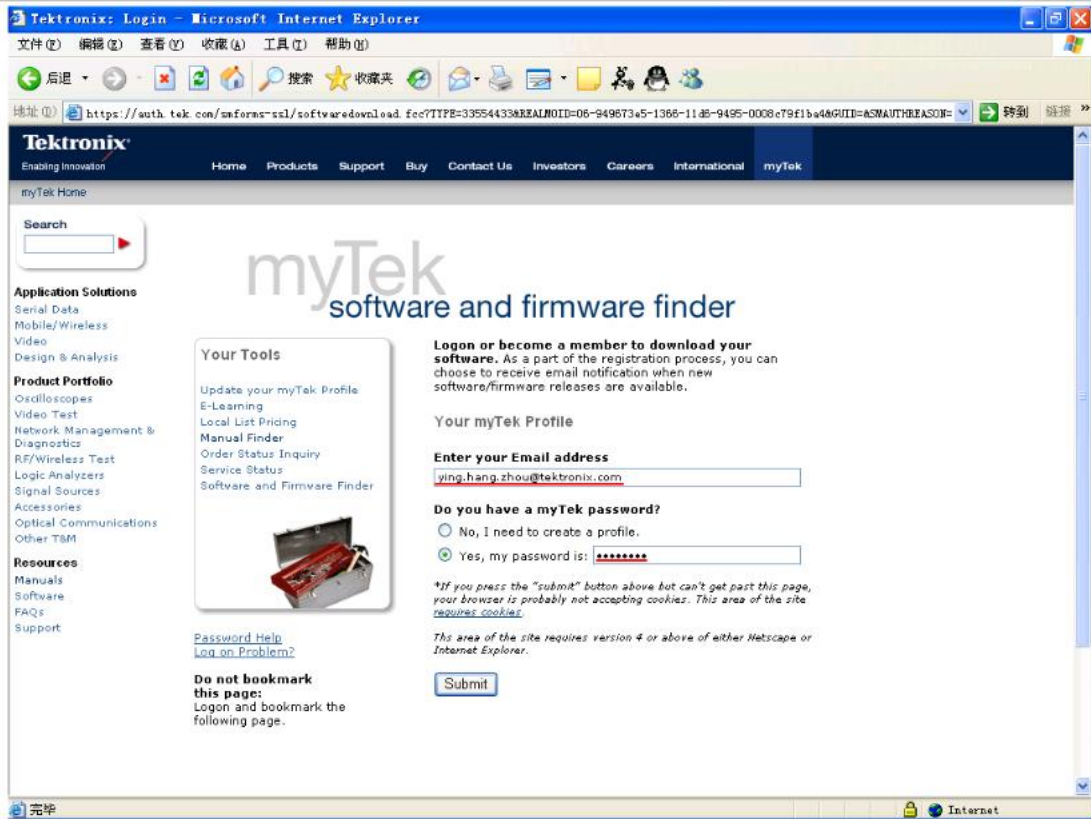 Tektronix: Login - Microsoft Internet Explorer
文件(F) 编辑(E) 查看(V) 收藏(A) 工具(T) 帮助(H)
后退 搜索 收藏夹
地址(D) https://auth.tek.com/smforms-ssl/softwaredownload.fcc?TYPE=33554433&REALMOID=06-949673e5-1366-11d6-9495-0008c79f1ba4&GUID=&SMAUTHREASON= 转到 链接 »
Tektronix
Enabling Innovation
Home Products Support Buy Contact Us Investors Careers International myTek
myTek Home
Search
myTek
software and firmware finder
Application Solutions
Serial Data
Mobile/Wireless
Video
Design & Analysis
Product Portfolio
Oscilloscopes
Video Test
Network Management &
Diagnostics
RF/Wireless Test
Logic Analyzers
Signal Sources
Accessories
Optical Communications
Other T&M
Resources
Manuals
Software
FAQs
Support
Your Tools
Update your myTek Profile
E-Learning
Local List Pricing
Manual Finder
Order Status Inquiry
Service Status
Software and Firmware Finder
Password Help
Log on Problem?
Do not bookmark
this page:
Logon and bookmark the
following page.
Logon or become a member to download your
software. As a part of the registration process, you can
choose to receive email notification when new
software/firmware releases are available.
Your myTek Profile
Enter your Email address
ying.hang.zhou@tektronix.com
Do you have a myTek password?
No, I need to create a profile.
Yes, my password is: ••••••••
*If you press the "submit" button above but can't get past this page,
your browser is probably not accepting cookies. This area of the site
requires cookies.
Ths area of the site requires version 4 or above of either Netscape or
Internet Explorer.
Submit
完毕 Internet